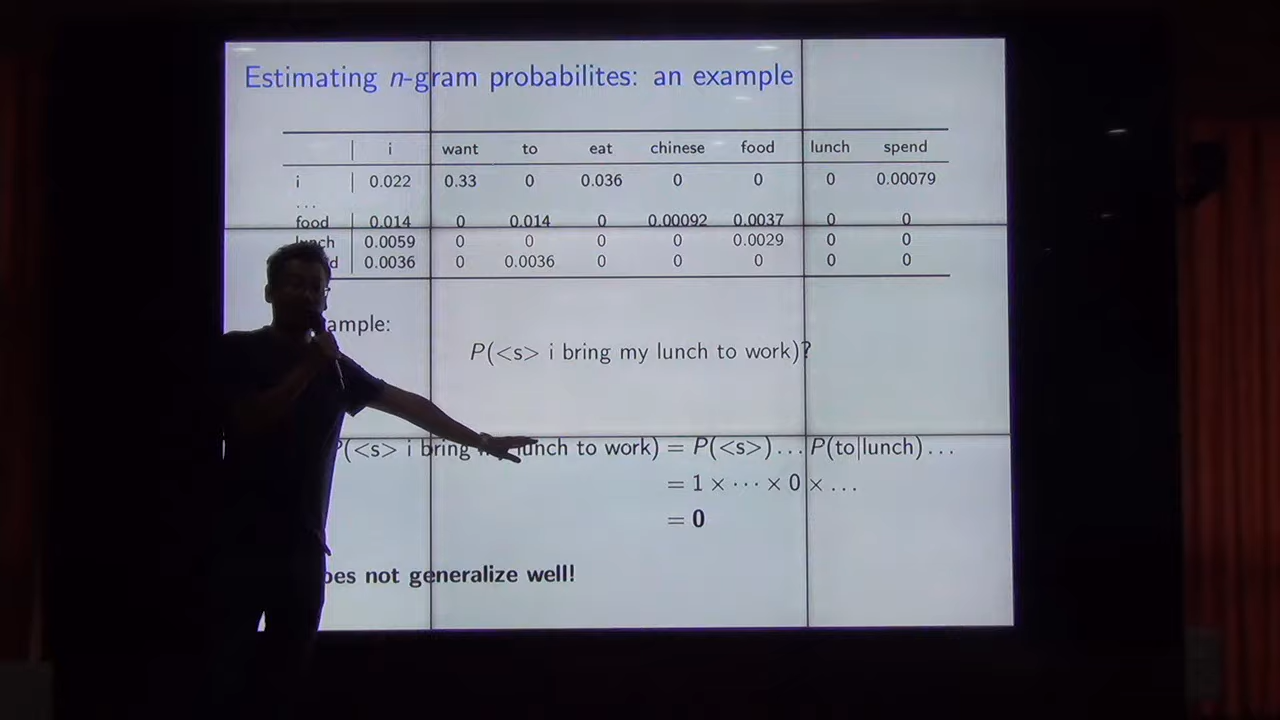 Estimating n-gram probabilites: an example
i want to eat chinese food lunch spend
i 0.022 0.33 0 0.036 0 0 0 0.00079
...
food 0.014 0 0.014 0 0.00092 0.0037 0 0
lunch 0.0059 0 0 0 0 0.0029 0 0
0.0036 0 0.0036 0 0 0 0 0
ample:
P(<s> i bring my lunch to work)?
P(<s> i bring my lunch to work) = P(<s>)...P(to|lunch)...
= 1 × ··· × 0 × ...
= 0
oes not generalize well!